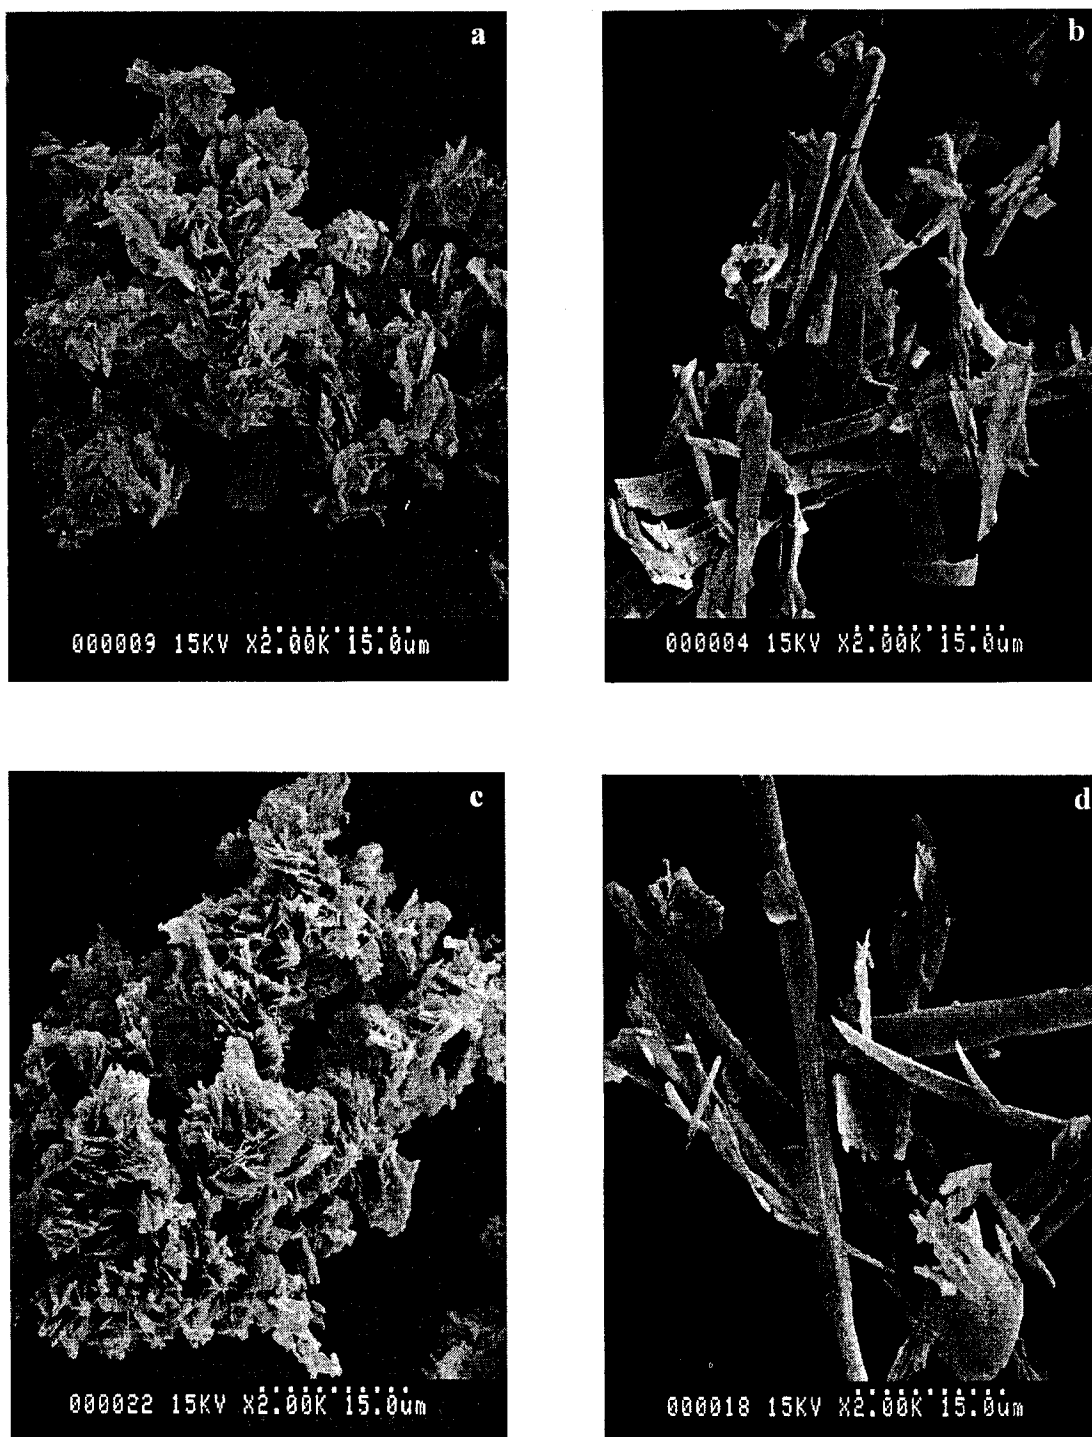 a
b
000009 15KV X2.00K 15.0um
000004 15KV X2.00K 15.0um
c
d
000022 15KV X2.00K 15.0um
000018 15KV X2.00K 15.0um